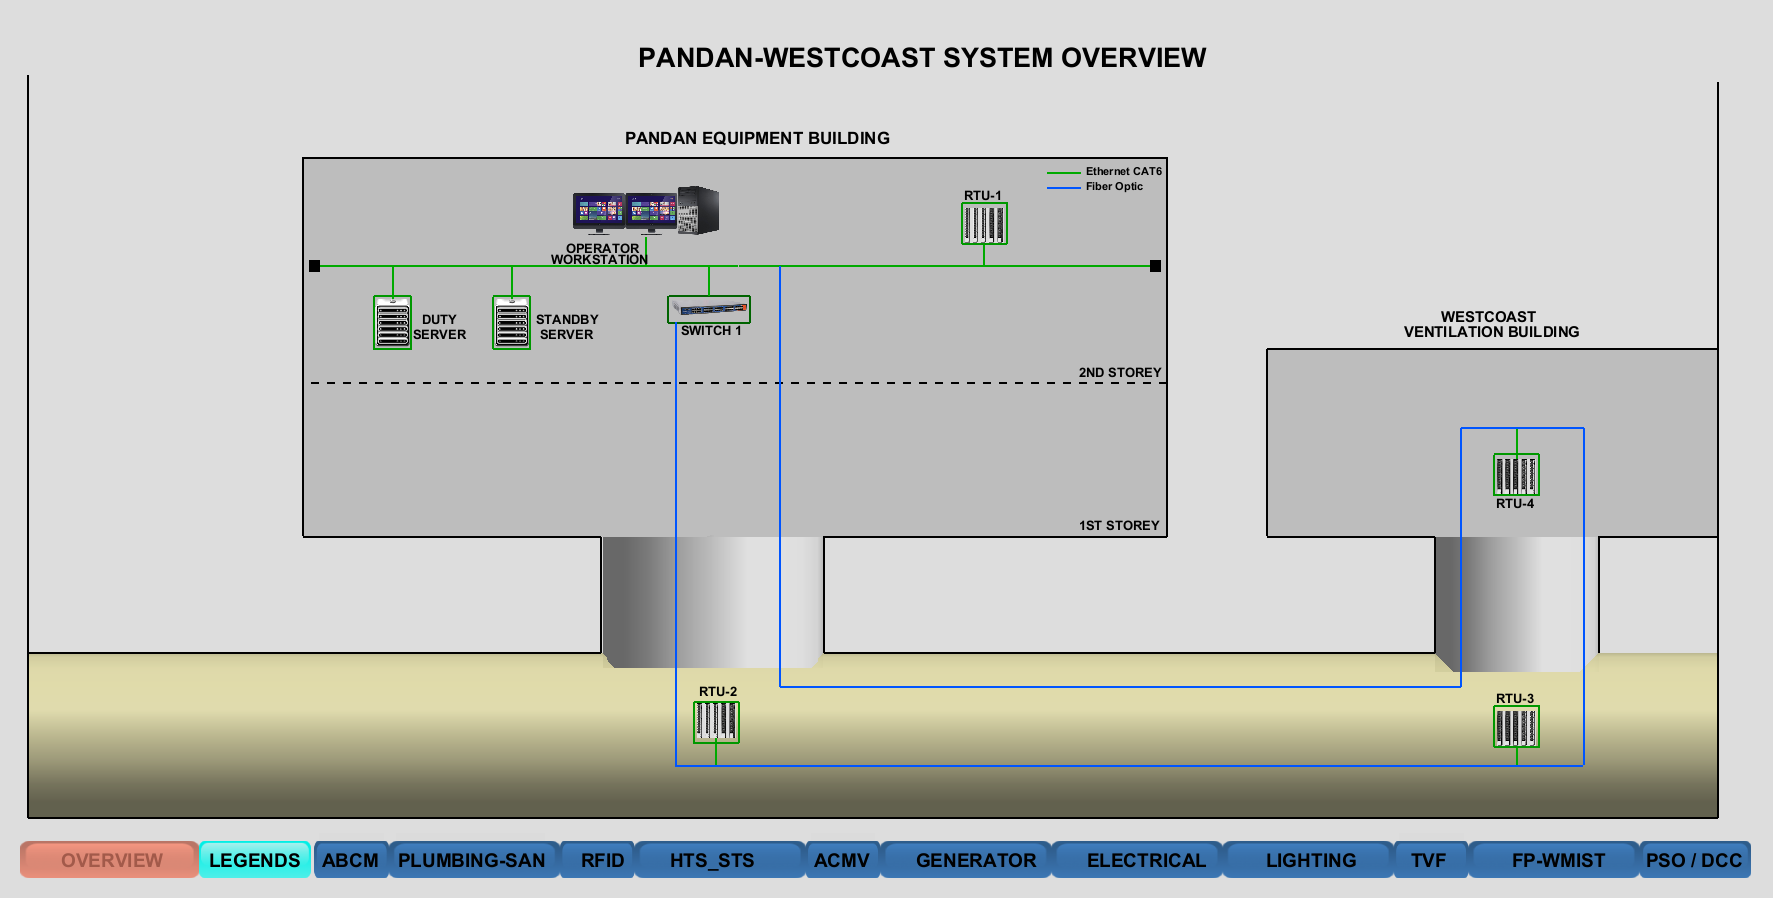 PANDAN-WESTCOAST SYSTEM OVERVIEW
PANDAN EQUIPMENT BUILDING
Ethernet CAT6
Fiber Optic
RTU-1
OPERATOR
WORKSTATION
DUTY
SERVER
STANDBY
SERVER
SWITCH 1
WESTCOAST
VENTILATION BUILDING
2ND STOREY
RTU-4
1ST STOREY
RTU-2
RTU-3
OVERVIEW
LEGENDS
ABCM
PLUMBING-SAN
RFID
HTS_STS
ACMV
GENERATOR
ELECTRICAL
LIGHTING
TVF
FP-WMIST
PSO / DCC